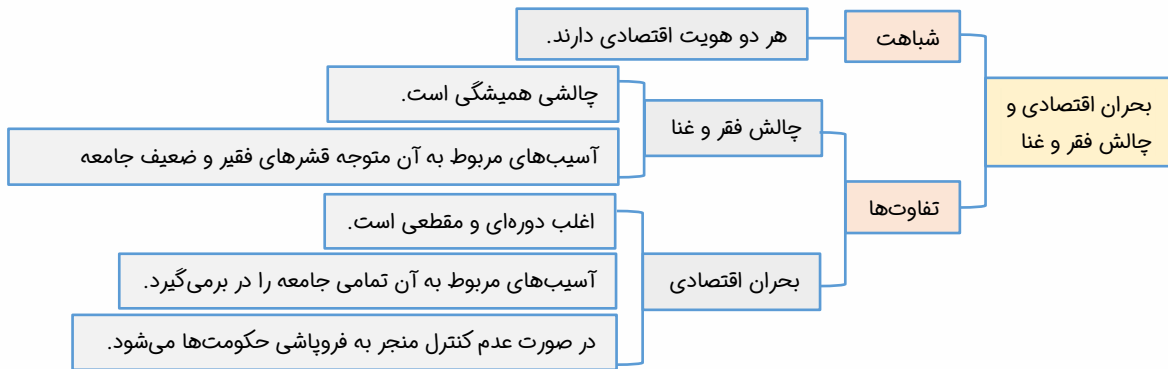 بحران اقتصادی و
چالش فقر و غنا
شباهت
هر دو هویت اقتصادی دارند.
تفاوت‌ها
چالش فقر و غنا
چالشی همیشگی است.
آسیب‌های مربوط به آن متوجه قشرهای فقیر و ضعیف جامعه
بحران اقتصادی
اغلب دوره‌ای و مقطعی است.
آسیب‌های مربوط به آن تمامی جامعه را در برمی‌گیرد.
در صورت عدم کنترل منجر به فروپاشی حکومت‌ها می‌شود.